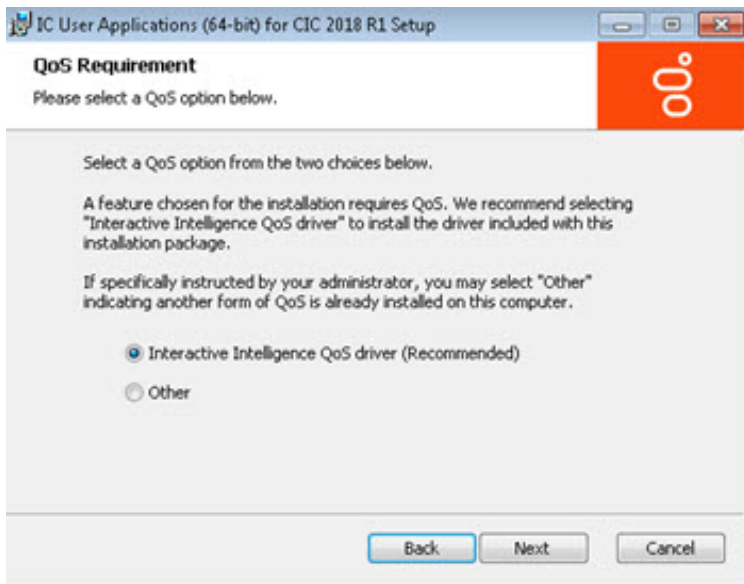 IC User Applications (64-bit) for CIC 2018 R1 Setup
QoS Requirement
Please select a QoS option below.
Select a QoS option from the two choices below.
A feature chosen for the installation requires QoS. We recommend selecting
"Interactive Intelligence QoS driver" to install the driver included with this
installation package.
If specifically instructed by your administrator, you may select "Other"
indicating another form of QoS is already installed on this computer.
Interactive Intelligence QoS driver (Recommended)
Other
Back
Next
Cancel